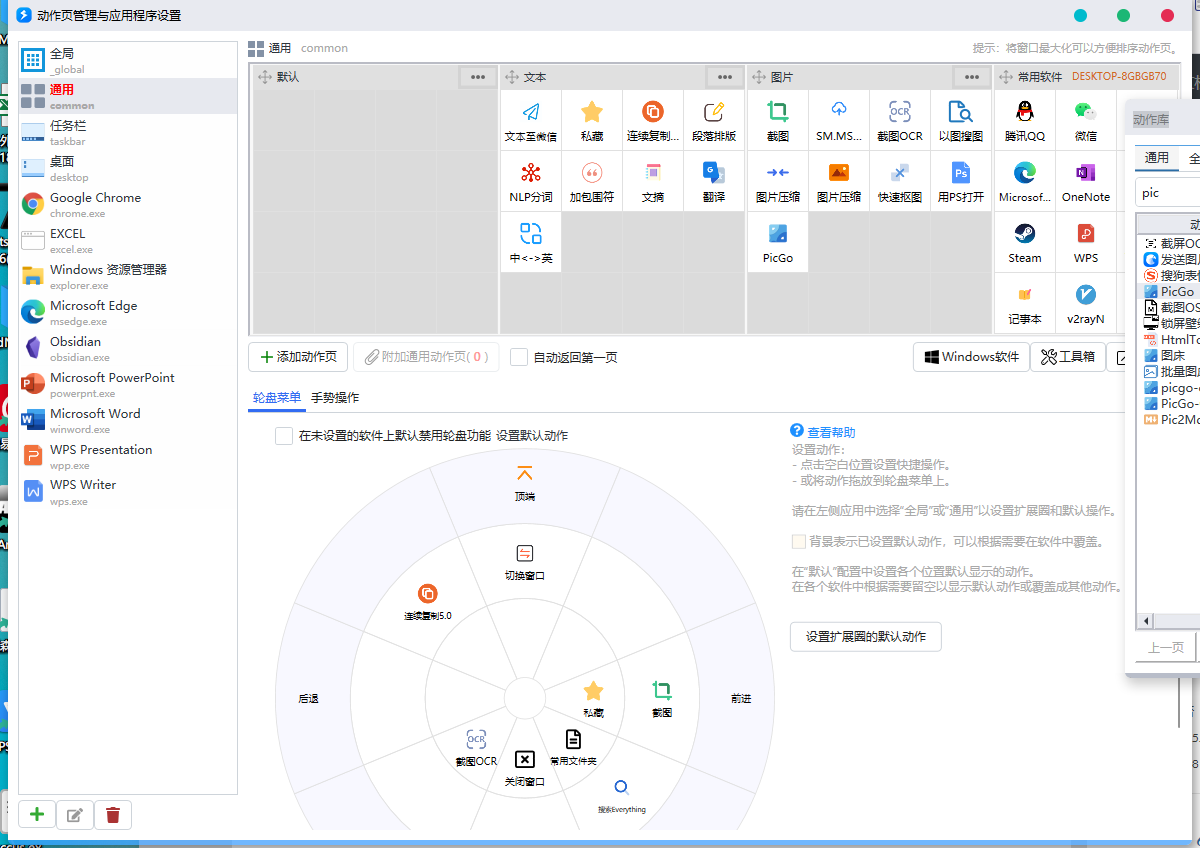 动作页管理与应用程序设置
全局
_global
通用
common
任务栏
taskbar
桌面
desktop
Google Chrome
chrome.exe
EXCEL
excel.exe
Windows 资源管理器
explorer.exe
Microsoft Edge
msedge.exe
Obsidian
obsidian.exe
Microsoft PowerPoint
powerpnt.exe
Microsoft Word
winword.exe
WPS Presentation
wpp.exe
WPS Writer
wps.exe
通用 common
提示：将窗口最大化可以方便排序动作页。
默认
文本
图片
常用软件 DESKTOP-8GBGB70
文本至微信 私藏 连续复制... 段落排版
NLP分词 加包围符 文摘 翻译
中<->英
截图 SM.MS... 截图OCR 以图搜图
图片压缩 图片压缩 快速抠图 用PS打开
PicGo
腾讯QQ 微信
Microsof... OneNote
Steam WPS
记事本 v2rayN
添加动作页
附加通用动作页( 0 )
自动返回第一页
Windows软件
工具箱
轮盘菜单 手势操作
在未设置的软件上默认禁用轮盘功能 设置默认动作
顶端
切换窗口
连续复制5.0
后退
私藏
截图
前进
截图OCR
关闭窗口
常用文件夹
搜索Everything
查看帮助
设置动作：
- 点击空白位置设置快捷操作。
- 或将动作拖放到轮盘菜单上。
请在左侧应用中选择“全局”或“通用”以设置扩展圈和默认操作。
背景表示已设置默认动作，可以根据需要在软件中覆盖。
在“默认”配置中设置各个位置默认显示的动作。
在各个软件中根据需要留空以显示默认动作或覆盖成其他动作。
设置扩展圈的默认动作
动作库
通用 全
pic
动
截屏OC
发送图片
搜狗表情
PicGo
截图OS
锁屏壁纸
HtmlTo
图床
批量图床
picgo-
PicGo-
Pic2Mc
上一页